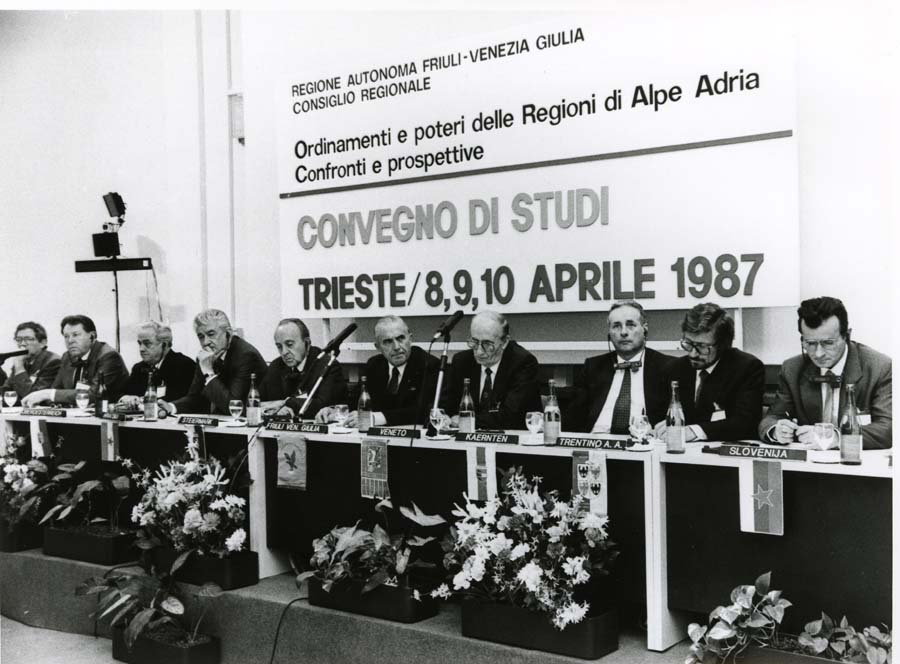 REGIONE AUTONOMA FRIULI-VENEZIA GIULIA
CONSIGLIO REGIONALE
Ordinamenti e poteri delle Regioni di Alpe Adria
Confronti e prospettive
CONVEGNO DI STUDI
TRIESTE/8,9,10 APRILE 1987
STEIERMARK
FRIULI VEN. GIULIA
VENETO
KAERNTEN
TRENTINO A.A.
SLOVENIJA